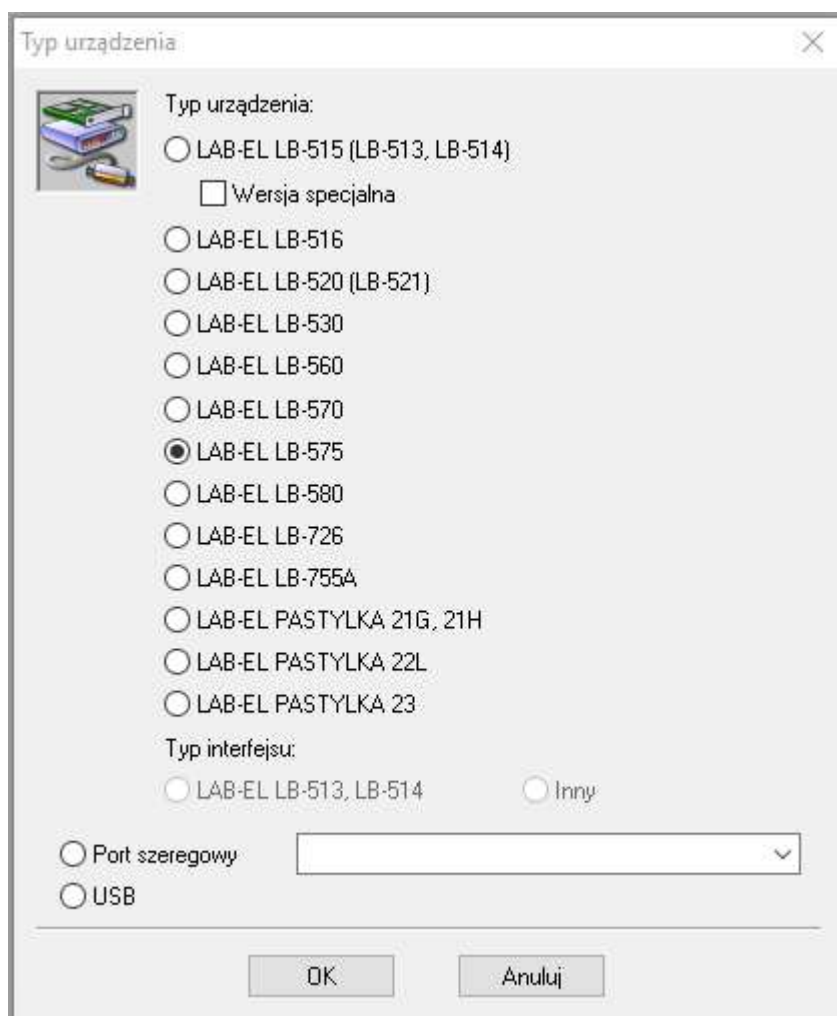 Typ urządzenia
Typ urządzenia:
LAB-EL LB-515 (LB-513, LB-514)
Wersja specjalna
LAB-EL LB-516
LAB-EL LB-520 (LB-521)
LAB-EL LB-530
LAB-EL LB-560
LAB-EL LB-570
LAB-EL LB-575
LAB-EL LB-580
LAB-EL LB-726
LAB-EL LB-755A
LAB-EL PASTYLKA 21G, 21H
LAB-EL PASTYLKA 22L
LAB-EL PASTYLKA 23
Typ interfejsu:
LAB-EL LB-513, LB-514 Inny
Port szeregowy
USB
OK Anuluj